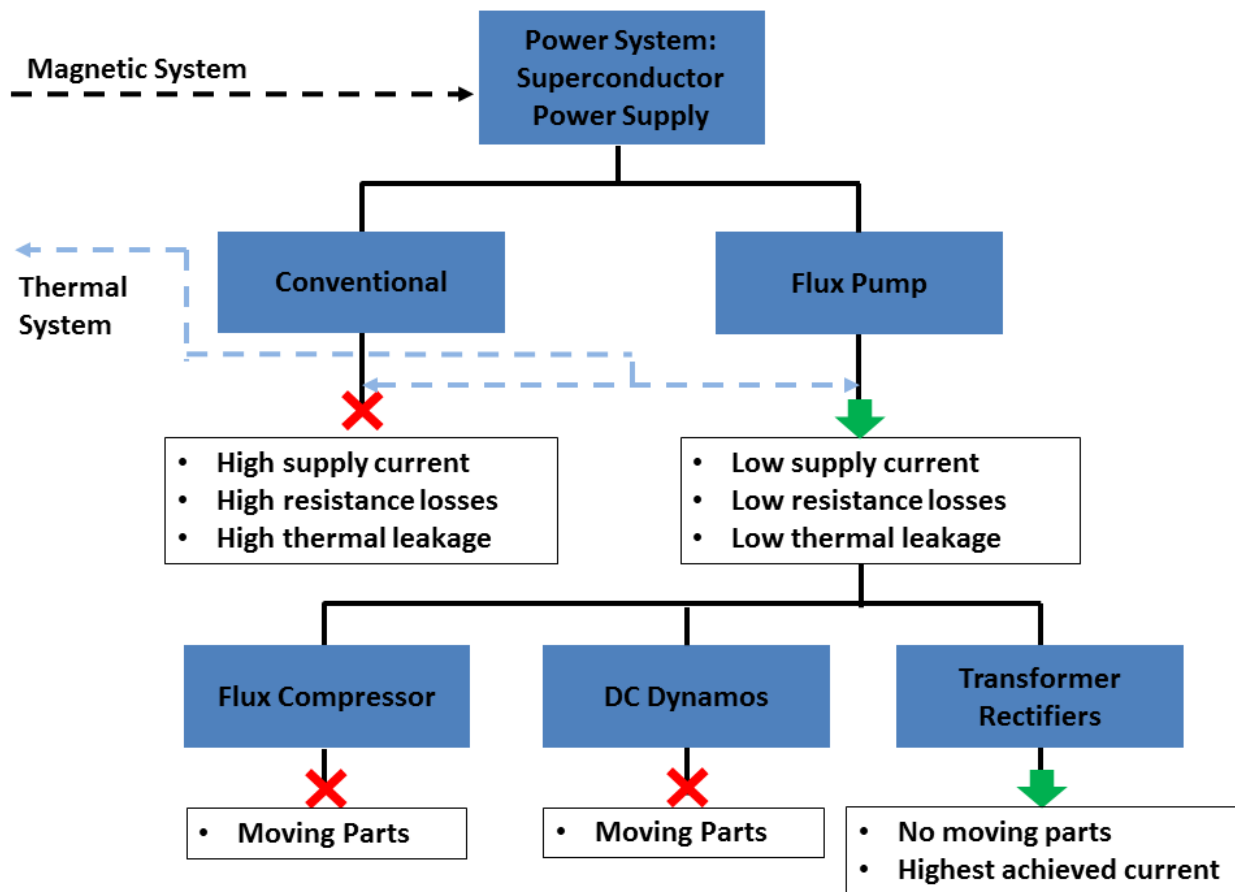 Power System:
Superconductor
Power Supply
Magnetic System
Conventional
Flux Pump
Thermal
System
• High supply current
• High resistance losses
• High thermal leakage
• Low supply current
• Low resistance losses
• Low thermal leakage
Flux Compressor
DC Dynamos
Transformer
Rectifiers
• Moving Parts
• Moving Parts
• No moving parts
• Highest achieved current